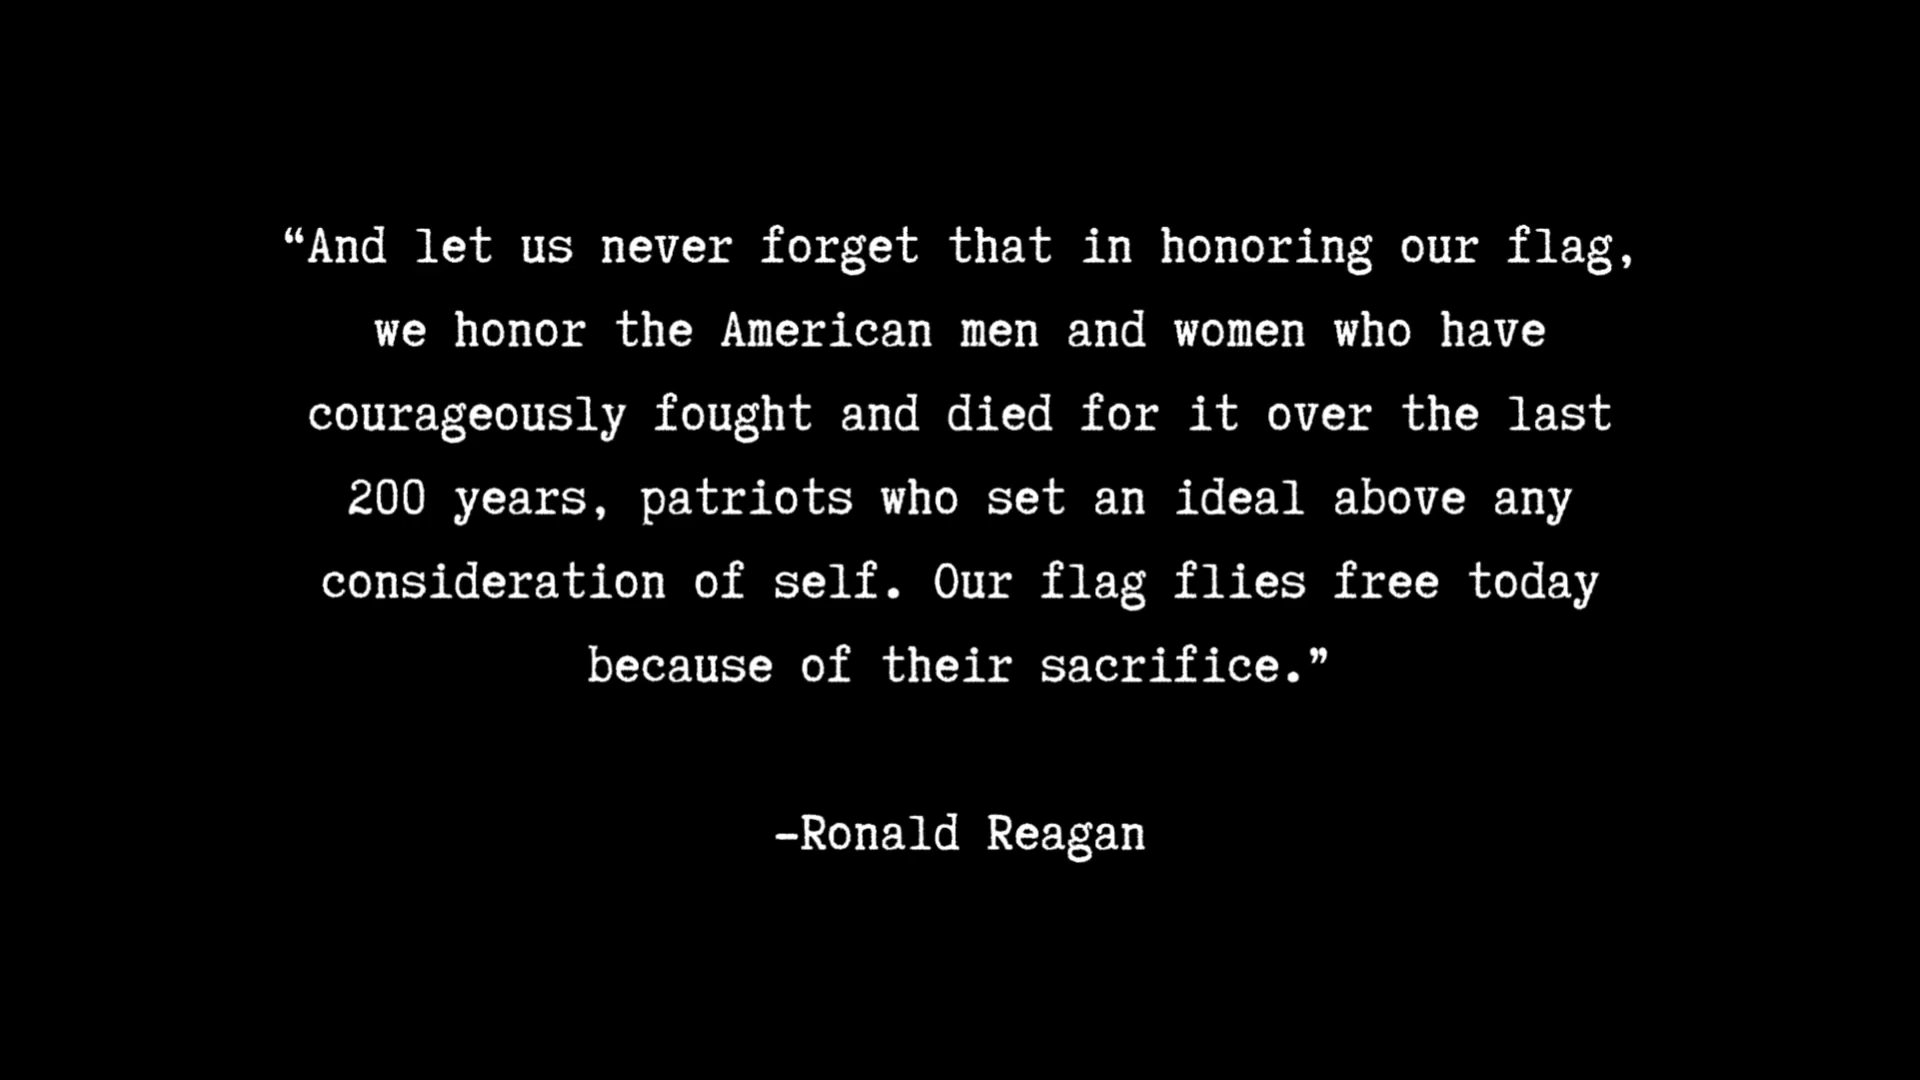 “And let us never forget that in honoring our flag,
we honor the American men and women who have
courageously fought and died for it over the last
200 years, patriots who set an ideal above any
consideration of self. Our flag flies free today
because of their sacrifice.”
–Ronald Reagan